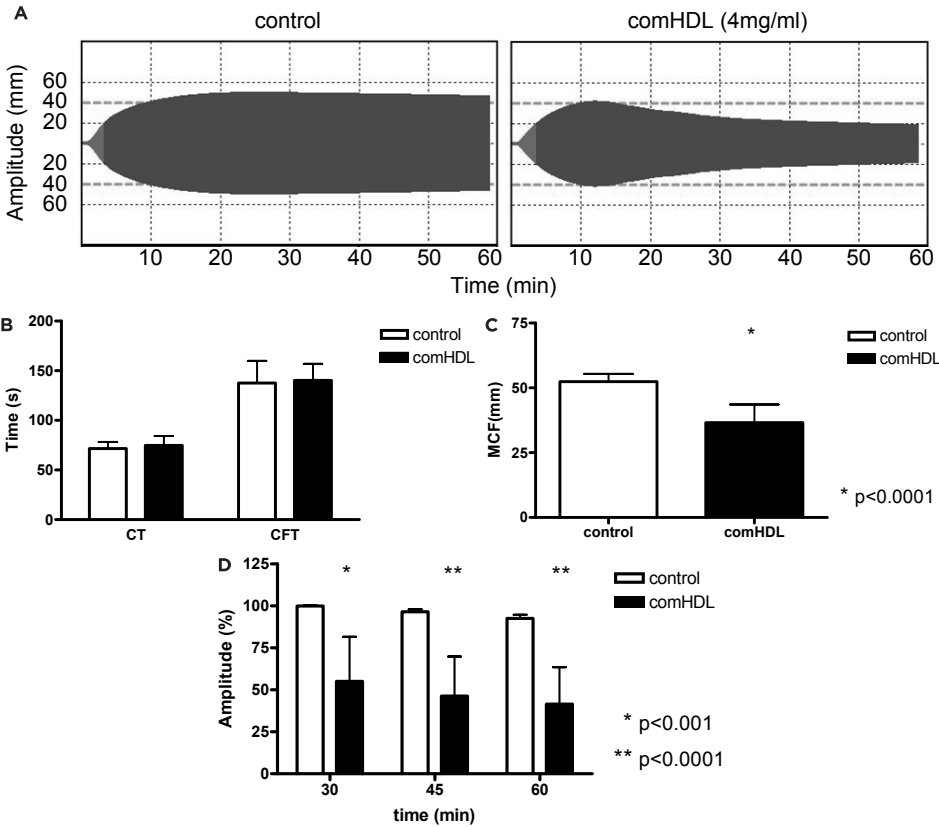 A
control
comHDL (4mg/ml)
Amplitude (mm)
60
40
20
20
40
60
10 20 30 40 50 60 10 20 30 40 50 60
Time (min)
B
Time (s)
200
150
100
50
0
CT CFT
control
comHDL
C
MCF(mm)
75
50
25
0
*
control comHDL
control
comHDL
* p<0.0001
D
Amplitude (%)
125
100
75
50
25
0
* ** **
30 45 60
time (min)
control
comHDL
* p<0.001
** p<0.0001